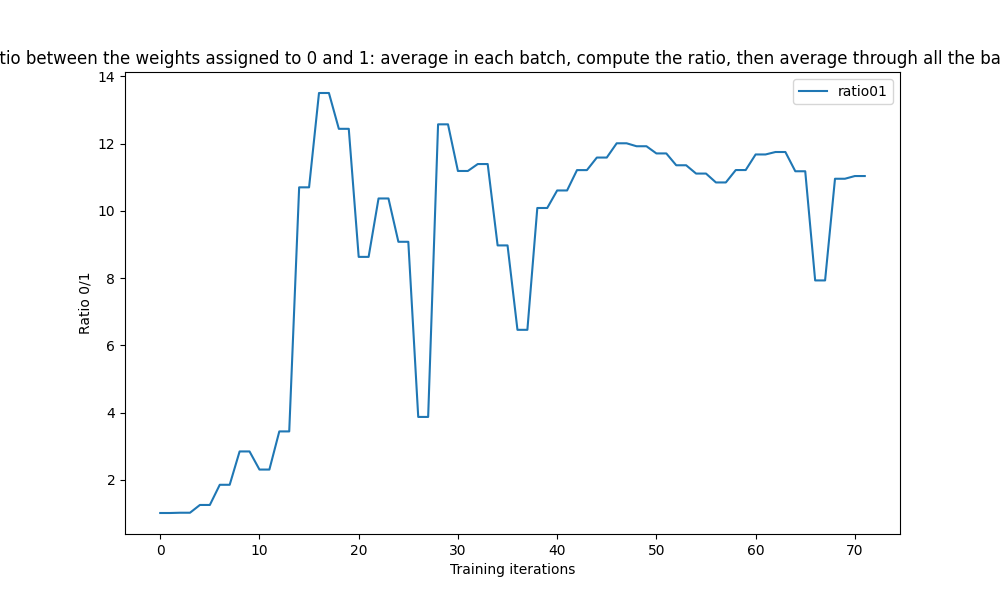 tio between the weights assigned to 0 and 1: average in each batch, compute the ratio, then average through all the ba
14
ratio01
12
10
8
6
4
2
Ratio 0/1
0 10 20 30 40 50 60 70
Training iterations